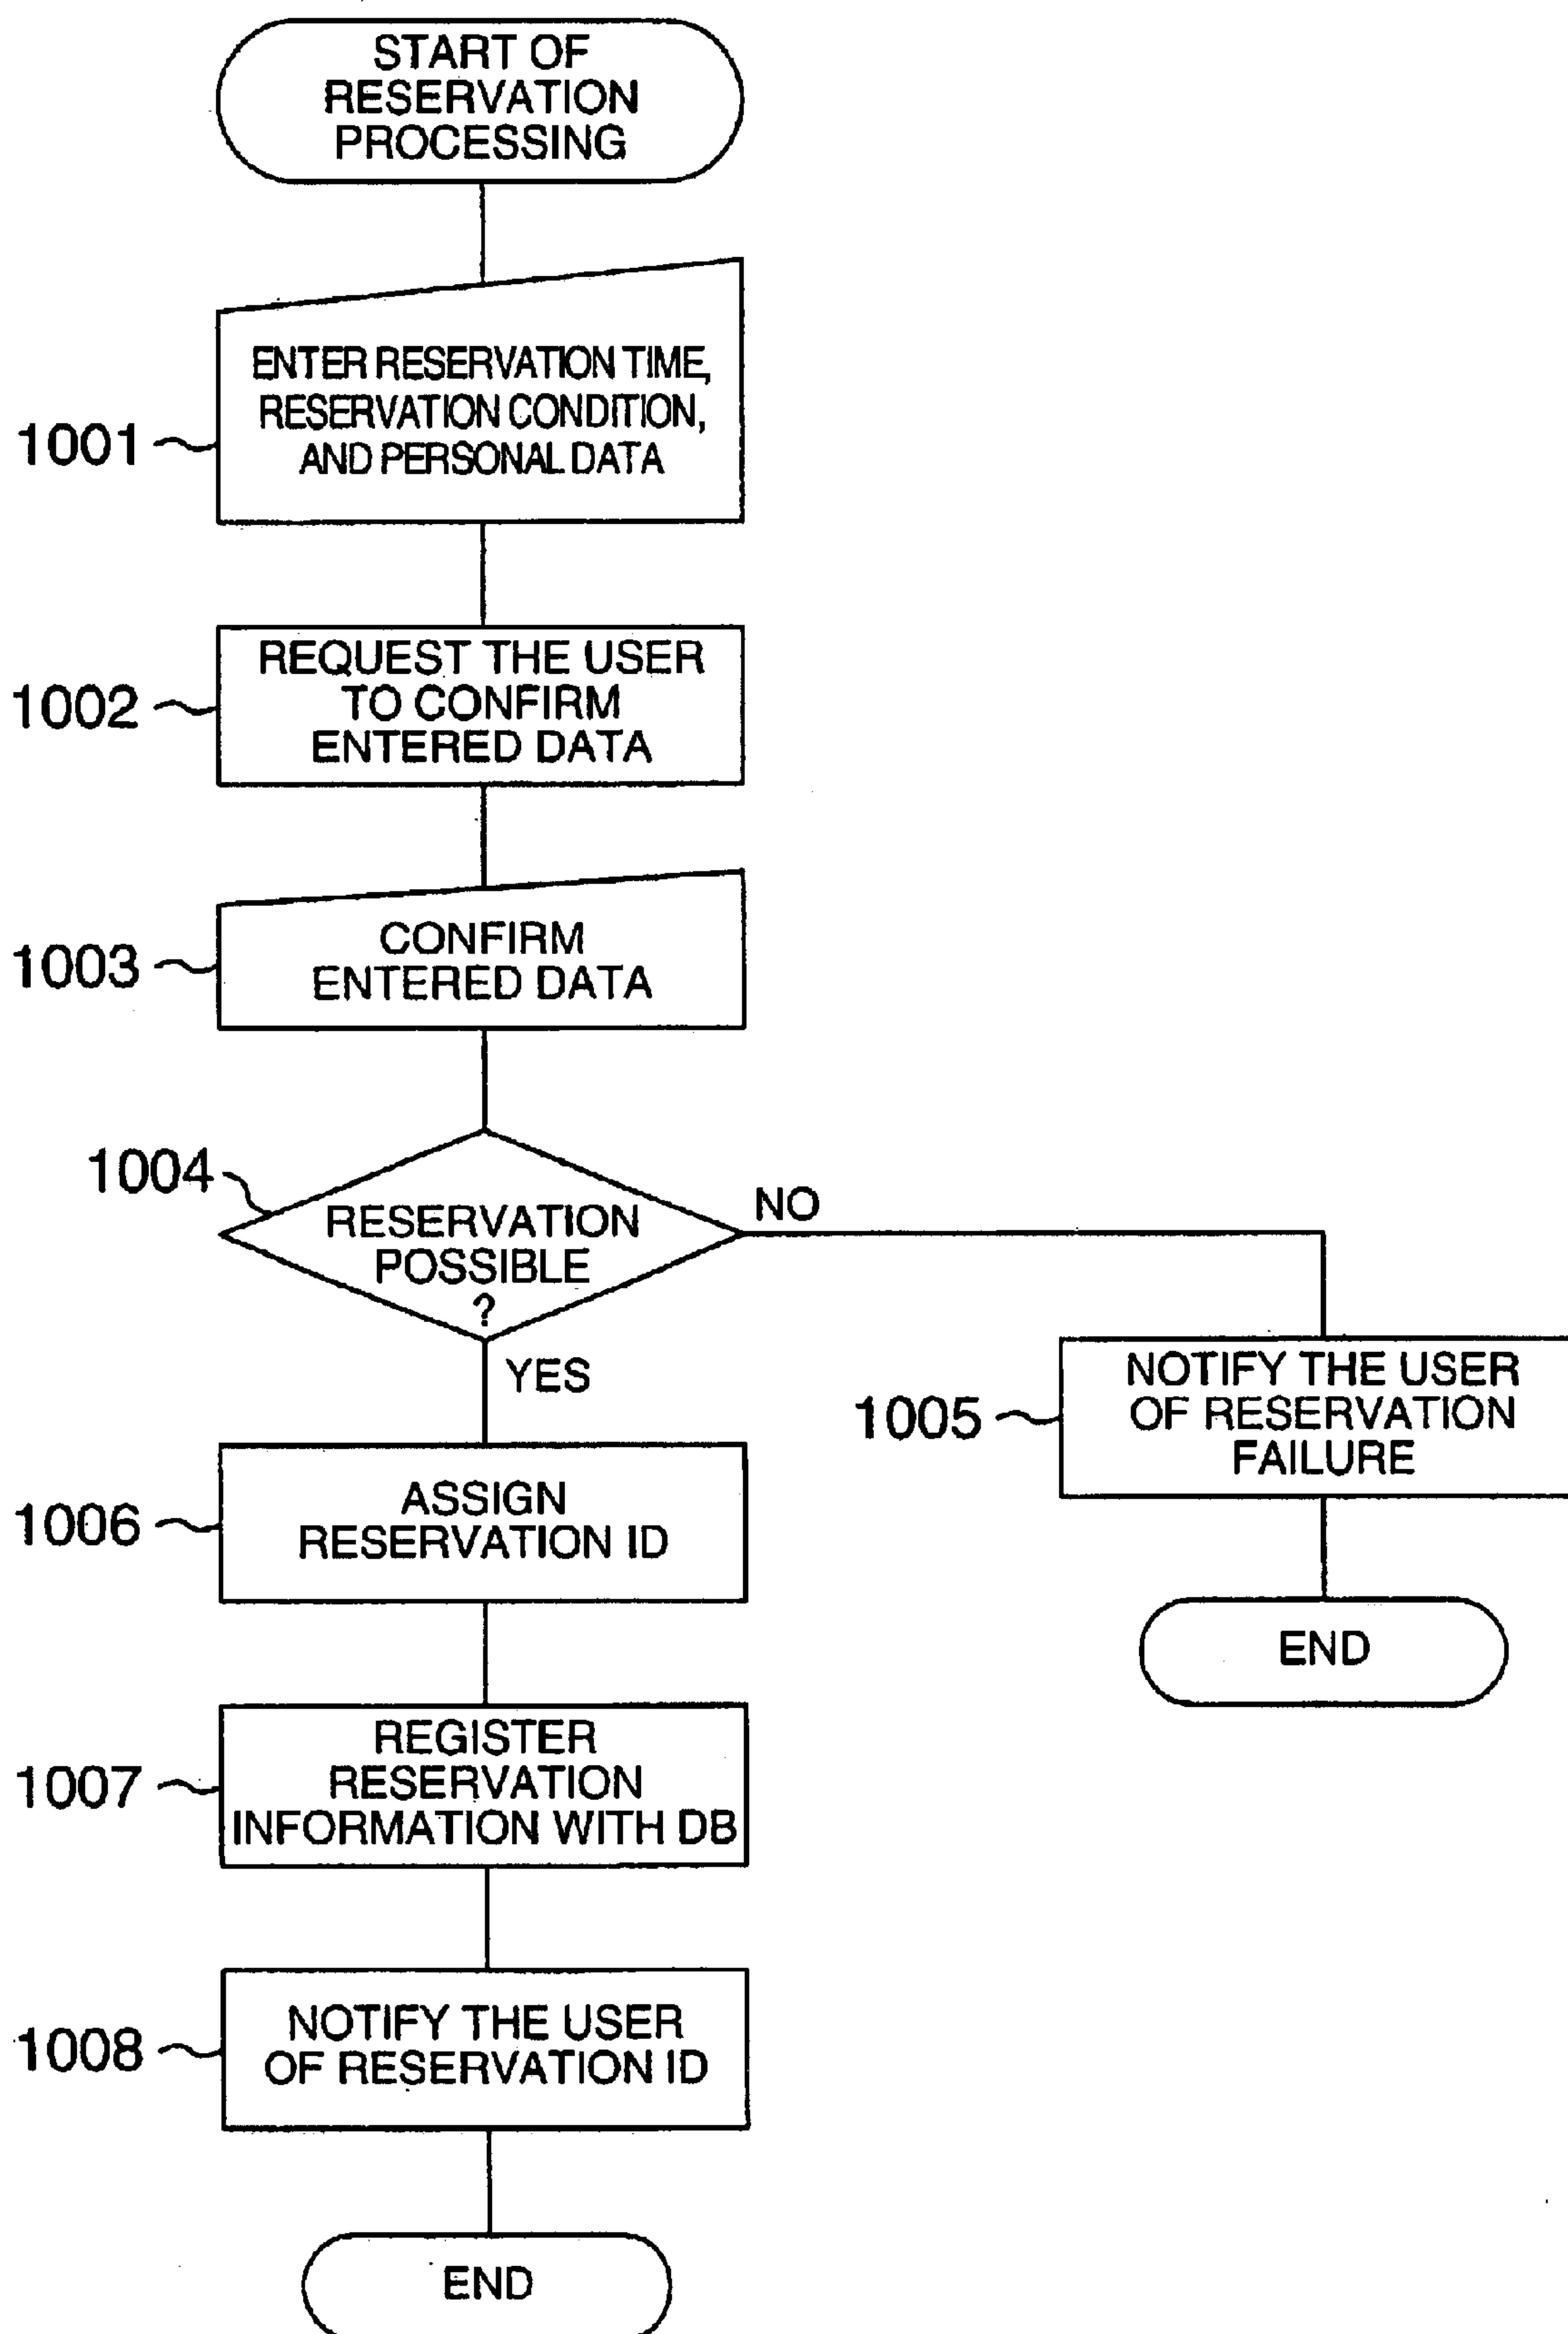 START OF
RESERVATION
PROCESSING
1001
ENTER RESERVATION TIME,
RESERVATION CONDITION,
AND PERSONAL DATA
1002
REQUEST THE USER
TO CONFIRM
ENTERED DATA
1003
CONFIRM
ENTERED DATA
1004
RESERVATION
POSSIBLE
?
NO
YES
1005
NOTIFY THE USER
OF RESERVATION
FAILURE
END
1006
ASSIGN
RESERVATION ID
1007
REGISTER
RESERVATION
INFORMATION WITH DB
1008
NOTIFY THE USER
OF RESERVATION ID
END